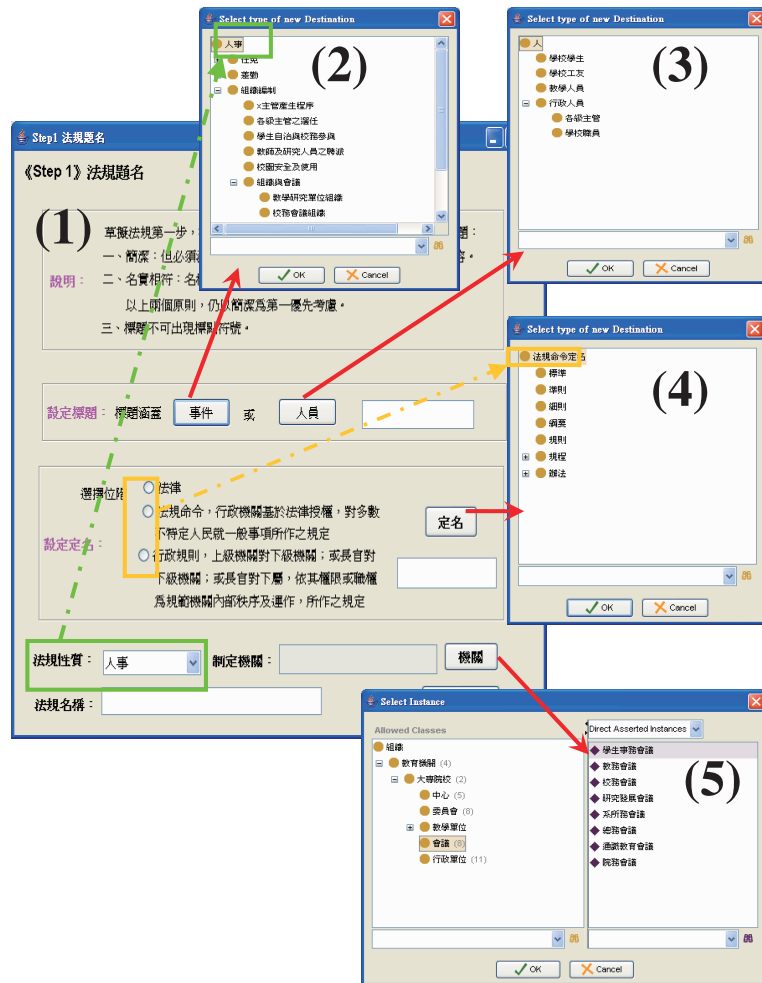 Select type of new Destination
人事
任免
差勤
組織編制
x主管產生程序
各級主管之選任
學生自治與校務參與
教師及研究人員之聘派
校園安全及使用
組織與會議
教學研究單位組織
校務會議組織
OK
Cancel
(2)
Select type of new Destination
人
學校學生
學校工友
教學人員
行政人員
各級主管
學校職員
OK
Cancel
(3)
Step1 法規題名
《Step 1》法規題名
(1)
說明：
草擬法規第一步，
一、簡潔：但必須
二、名實相符：名
以上兩個原則，仍以簡潔為第一優先考慮。
三、標題不可出現標點符號。
設定標題：
標題涵蓋
事件
或
人員
設定定名：
選擇位階
法律
法規命令，行政機關基於法律授權，對多數
不特定人民就一般事項所作之規定
行政規則，上級機關對下級機關；或長官對
下級機關；或長官對下屬，依其權限或職權
為規範機關內部秩序及運作，所作之規定
定名
法規性質：
人事
制定機關：
機關
法規名稱：
Select type of new Destination
法規命令定名
標準
準則
細則
綱要
規則
規程
辦法
OK
Cancel
(4)
Select Instance
Allowed Classes
組織
教育機關 (4)
大專院校 (2)
中心 (5)
委員會 (8)
教學單位
會議 (8)
行政單位 (11)
Direct Asserted Instances
學生事務會議
教務會議
校務會議
研究發展會議
系所務會議
總務會議
通識教育會議
院務會議
(5)
OK
Cancel